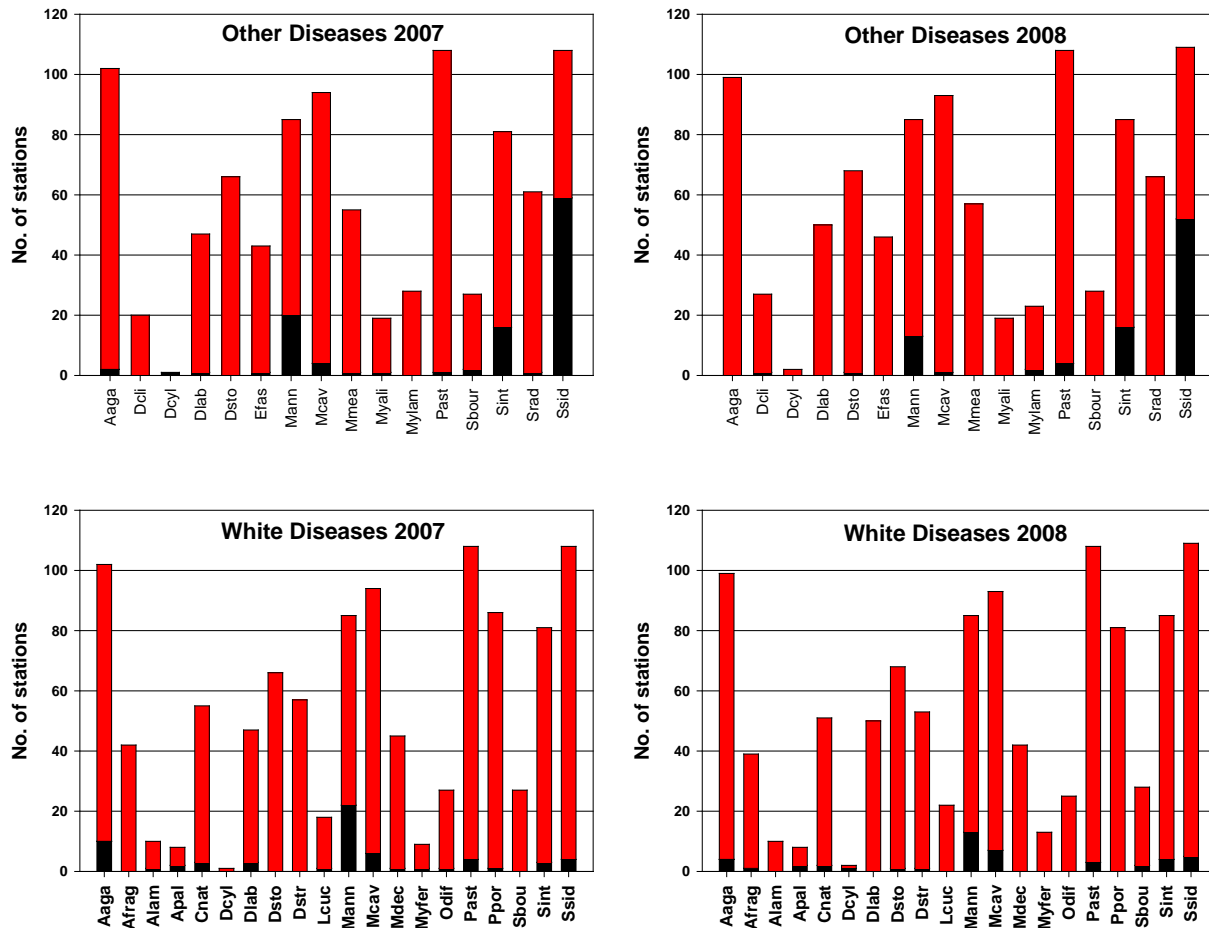 Other Diseases 2007
No. of stations
120
100
80
60
40
20
0
Aaga Dcli Dcyl Dlab Dsto Efas Mann Mcav Mmea Myali Mylam Past Sbour Sint Srad Ssid
Other Diseases 2008
No. of stations
120
100
80
60
40
20
0
Aaga Dcli Dcyl Dlab Dsto Efas Mann Mcav Mmea Myali Mylam Past Sbour Sint Srad Ssid
White Diseases 2007
No. of stations
120
100
80
60
40
20
0
Aaga Afrag Alam Apal Cnat Dcyl Dlab Dsto Dstr Lcuc Mann Mcav Mdec Myfer Odif Past Ppor Sbou Sint Ssid
White Diseases 2008
No. of stations
120
100
80
60
40
20
0
Aaga Afrag Alam Apal Cnat Dcyl Dlab Dsto Dstr Lcuc Mann Mcav Mdec Myfer Odif Past Ppor Sbou Sint Ssid